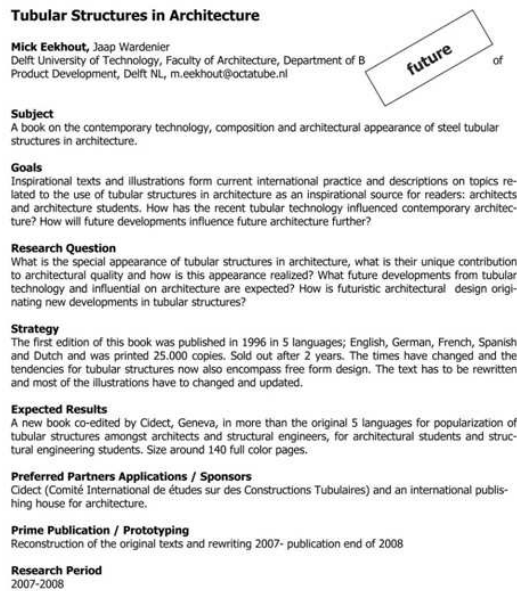 Tubular Structures in Architecture
Mick Eekhout, Jaap Wardenier
Delft University of Technology, Faculty of Architecture, Department of B of
Product Development, Delft NL, m.eekhout@octatube.nl
future
Subject
A book on the contemporary technology, composition and architectural appearance of steel tubular
structures in architecture.
Goals
Inspirational texts and illustrations form current international practice and descriptions on topics re-
lated to the use of tubular structures in architecture as an inspirational source for readers: architects
and architecture students. How has the recent tubular technology influenced contemporary architec-
ture? How will future developments influence future architecture further?
Research Question
What is the special appearance of tubular structures in architecture, what is their unique contribution
to architectural quality and how is this appearance realized? What future developments from tubular
technology and influential on architecture are expected? How is futuristic architectural design origi-
nating new developments in tubular structures?
Strategy
The first edition of this book was published in 1996 in 5 languages; English, German, French, Spanish
and Dutch and was printed 25.000 copies. Sold out after 2 years. The times have changed and the
tendencies for tubular structures now also encompass free form design. The text has to be rewritten
and most of the illustrations have to changed and updated.
Expected Results
A new book co-edited by Cidect, Geneva, in more than the original 5 languages for popularization of
tubular structures amongst architects and structural engineers, for architectural students and struc-
tural engineering students. Size around 140 full color pages.
Preferred Partners Applications / Sponsors
Cidect (Comité International de études sur des Constructions Tubulaires) and an international publis-
hing house for architecture.
Prime Publication / Prototyping
Reconstruction of the original texts and rewriting 2007- publication end of 2008
Research Period
2007-2008